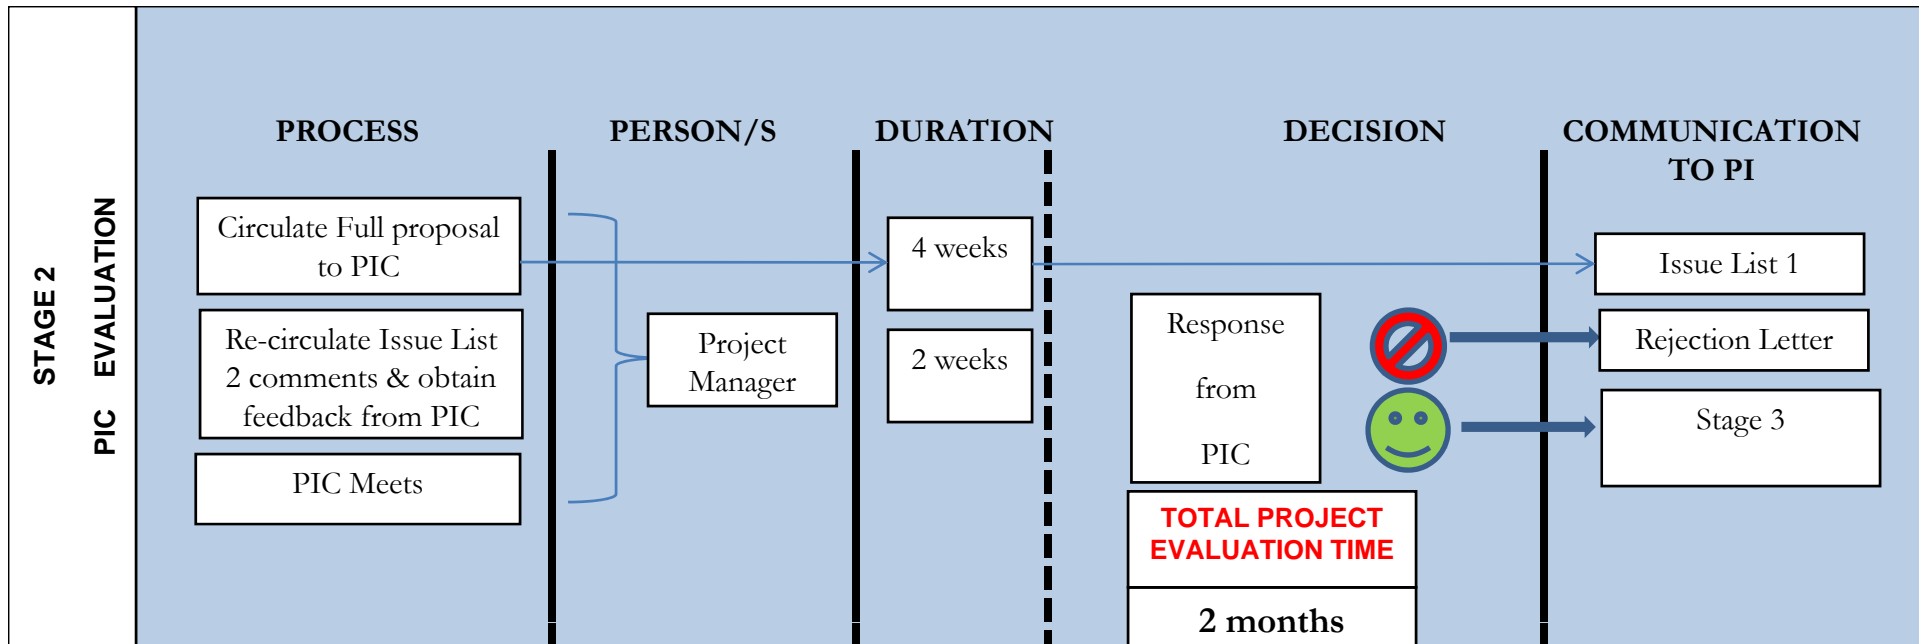 STAGE 2
PIC EVALUATION
PROCESS
PERSON/S
DURATION
DECISION
COMMUNICATION
TO PI
Circulate Full proposal
to PIC
4 weeks
Issue List 1
Re-circulate Issue List
2 comments & obtain
feedback from PIC
Project
Manager
2 weeks
Response
from
PIC
Rejection Letter
Stage 3
PIC Meets
TOTAL PROJECT
EVALUATION TIME
2 months